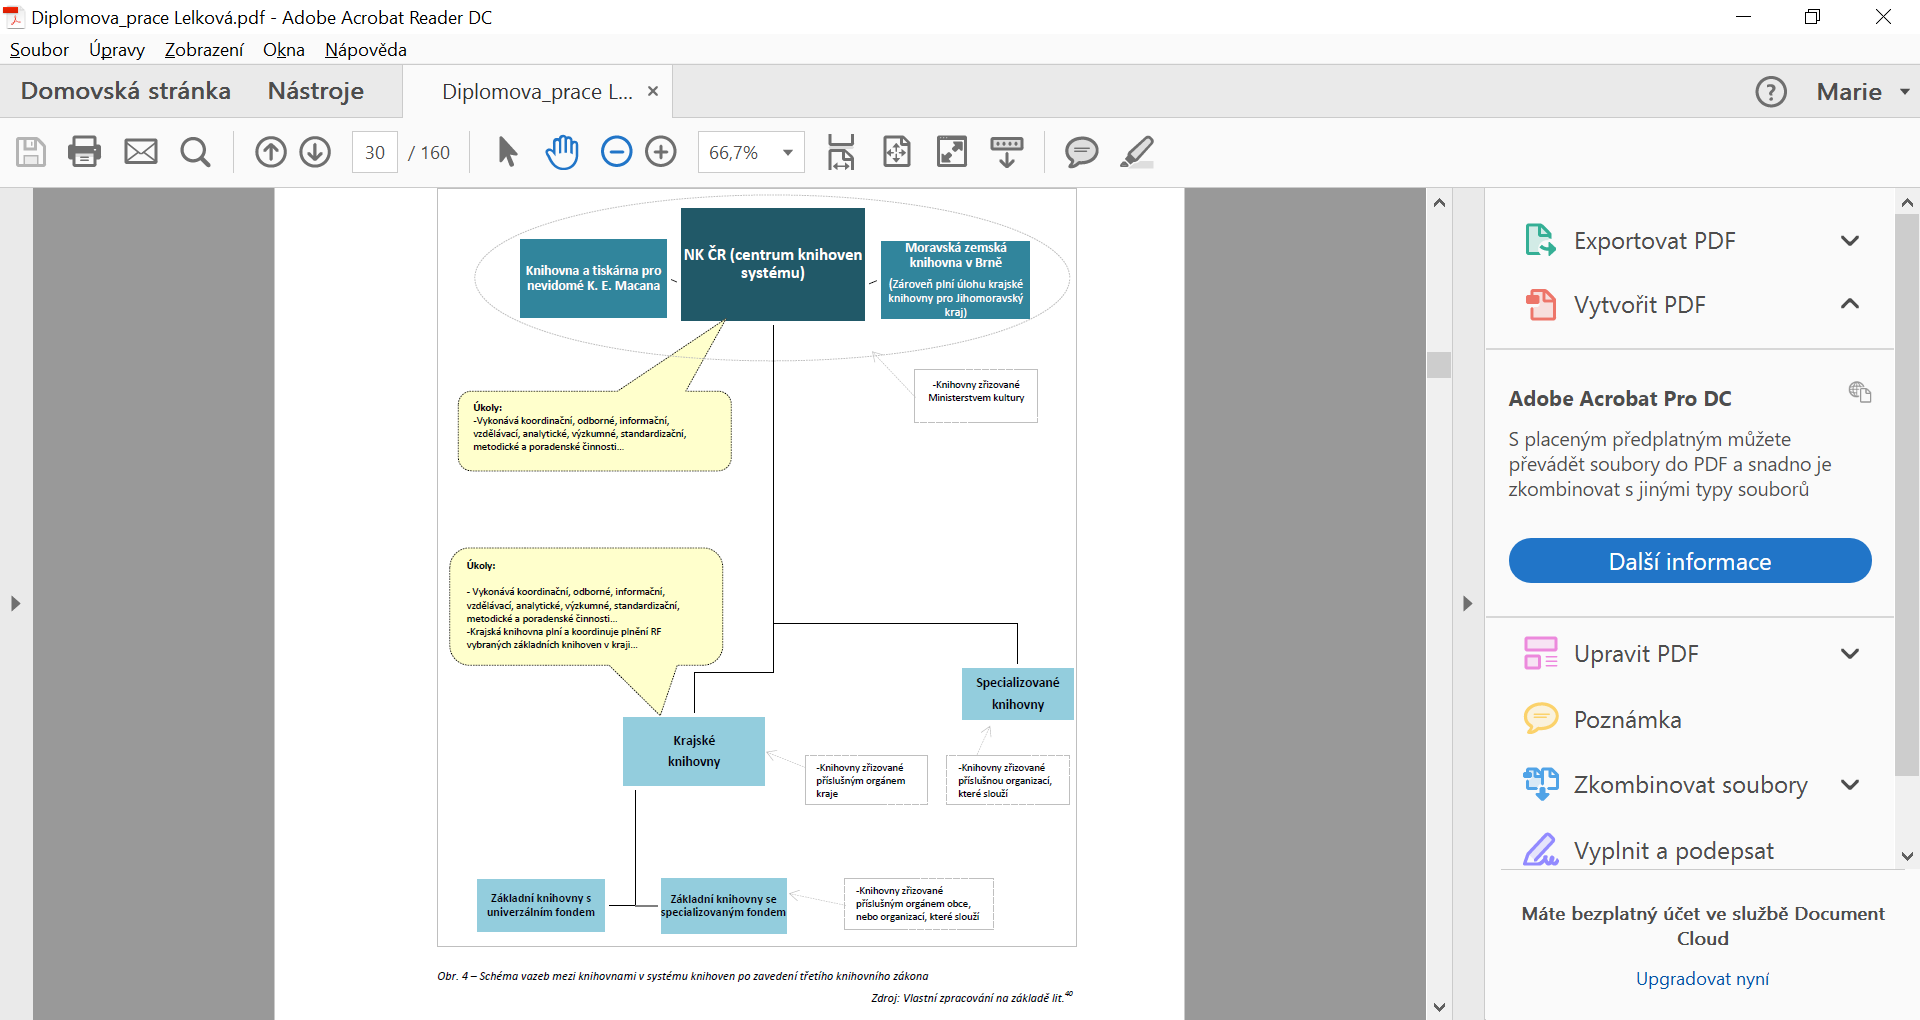 Diplomova_prace Lelková.pdf - Adobe Acrobat Reader DC
Soubor Úpravy Zobrazení Okna Nápověda
Domovská stránka Nástroje Diplomova_prace L... × Marie
30 / 160 66,7%
NK ČR (centrum knihoven
systému)
Knihovna a tiskárna pro
nevidomé K. E. Macana
Moravská zemská
knihovna v Brně
(Zároveň plní úlohu krajské
knihovny pro Jihomoravský
kraj)
-Knihovny zřizované
Ministerstvem kultury
Úkoly:
-Vykonává koordinační, odborné, informační,
vzdělávací, analytické, výzkumné, standardizační,
metodické a poradenské činnosti...
Úkoly:
- Vykonává koordinační, odborné, informační,
vzdělávací, analytické, výzkumné, standardizační,
metodické a poradenské činnosti...
-Krajská knihovna plní a koordinuje plnění RF
vybraných základních knihoven v kraji...
Specializované
knihovny
Krajské
knihovny
-Knihovny zřizované
příslušným orgánem
kraje
-Knihovny zřizované
příslušnou organizací,
které slouží
Základní knihovny s
univerzálním fondem
Základní knihovny se
specializovaným fondem
-Knihovny zřizované
příslušným orgánem obce,
nebo organizací, které slouží
Obr. 4 – Schéma vazeb mezi knihovnami v systému knihoven po zavedení třetího knihovního zákona
Zdroj: Vlastní zpracování na základě lit.40
Exportovat PDF
Vytvořit PDF
Adobe Acrobat Pro DC
S placeným předplatným můžete
převádět soubory do PDF a snadno je
zkombinovat s jinými typy souborů
Další informace
Upravit PDF
Poznámka
Zkombinovat soubory
Vyplnit a podepsat
Máte bezplatný účet ve službě Document
Cloud
Upgradovat nyní